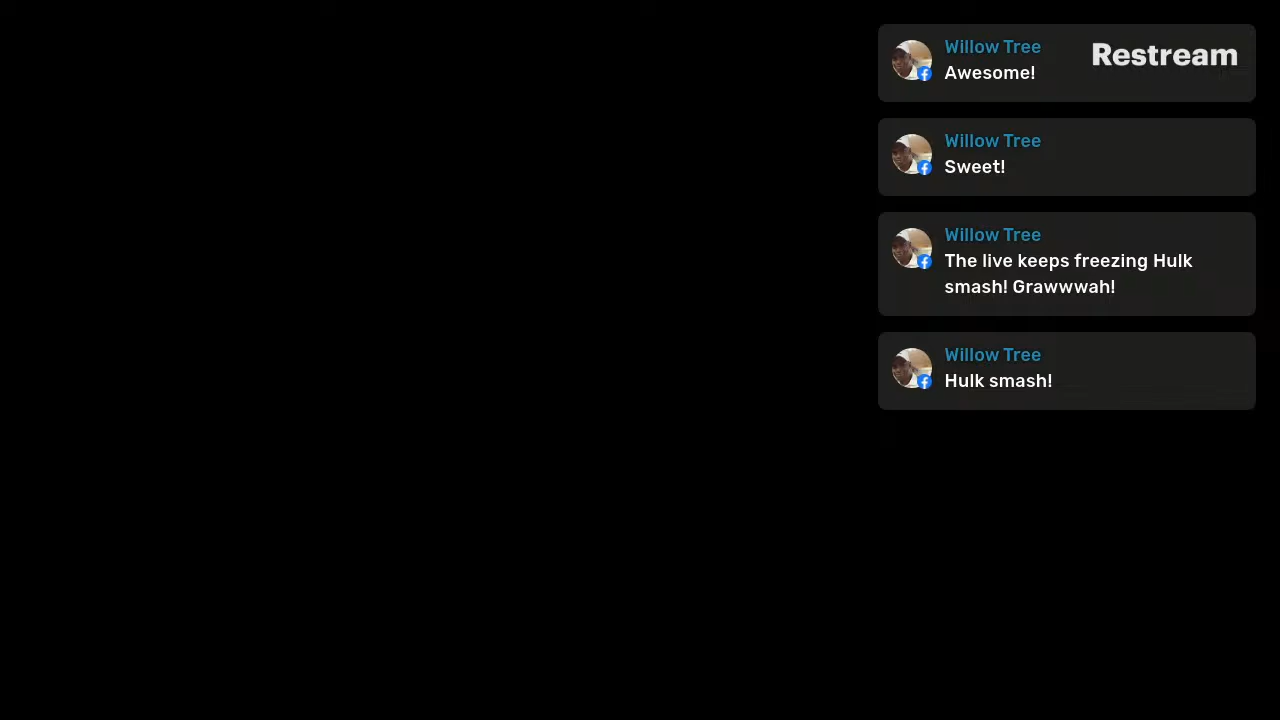 Willow Tree
Restream
Awesome!
Willow Tree
Sweet!
Willow Tree
The live keeps freezing Hulk
smash! Grawwwah!
Willow Tree
Hulk smash!